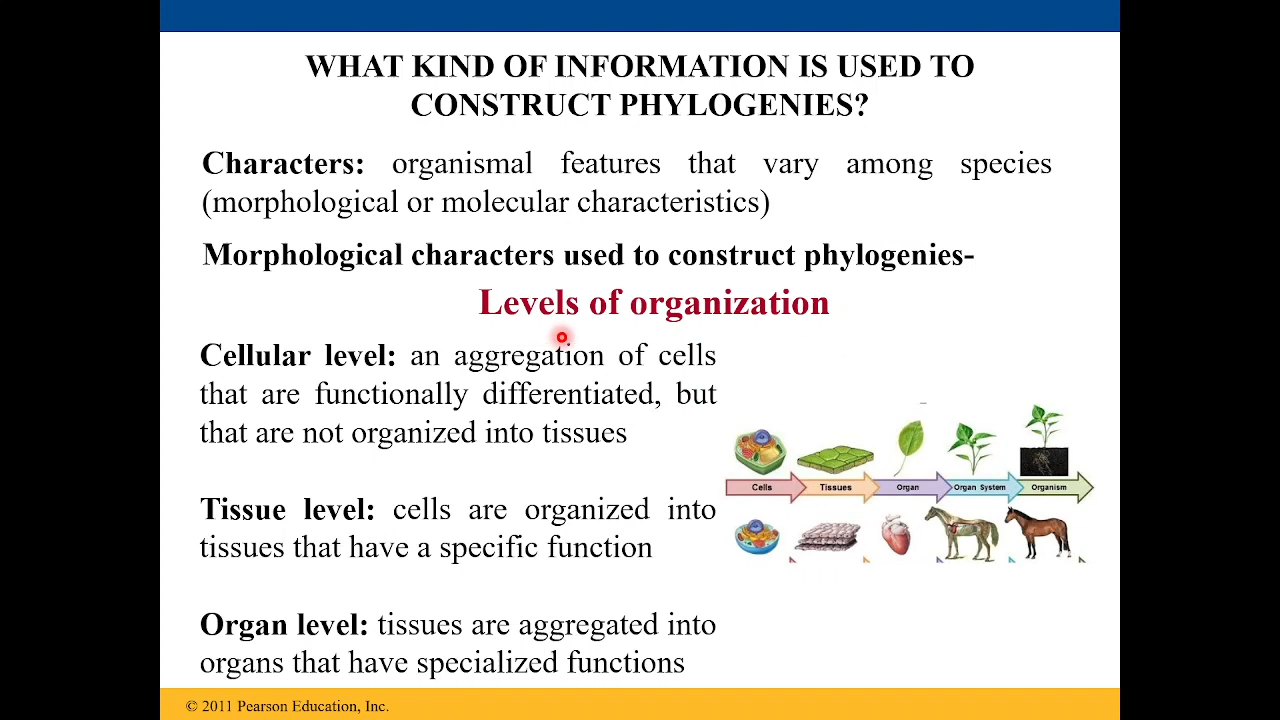 WHAT KIND OF INFORMATION IS USED TO
CONSTRUCT PHYLOGENIES?
Characters: organismal features that vary among species
(morphological or molecular characteristics)
Morphological characters used to construct phylogenies-
Levels of organization
Cellular level: an aggregation of cells
that are functionally differentiated, but
that are not organized into tissues
Tissue level: cells are organized into
tissues that have a specific function
Organ level: tissues are aggregated into
organs that have specialized functions
Cells Tissues Organ Organ System Organism
© 2011 Pearson Education, Inc.